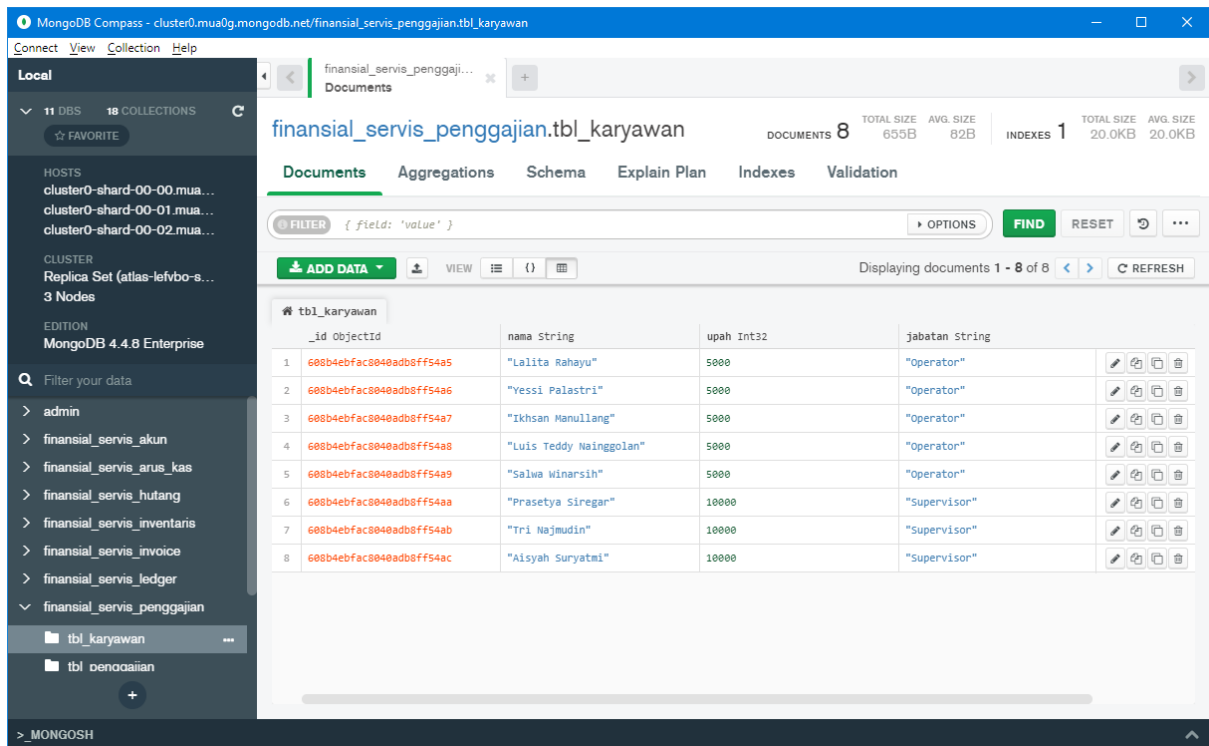 MongoDB Compass - cluster0.mua0g.mongodb.net/finansial_servis_penggajian.tbl_karyawan
Connect View Collection Help
Local
11 DBS 18 COLLECTIONS
FAVORITE
HOSTS
cluster0-shard-00-00.mua...
cluster0-shard-00-01.mua...
cluster0-shard-00-02.mua...
CLUSTER
Replica Set (atlas-lefvbo-s...
3 Nodes
EDITION
MongoDB 4.4.8 Enterprise
Filter your data
admin
finansial_servis_akun
finansial_servis_arus_kas
finansial_servis_hutang
finansial_servis_inventaris
finansial_servis_invoice
finansial_servis_ledger
finansial_servis_penggajian
tbl_karyawan
tbl_penggajian
>_MONGOSH
finansial_servis_penggaji...
Documents
finansial_servis_penggajian.tbl_karyawan
DOCUMENTS 8 TOTAL SIZE 655B AVG. SIZE 82B INDEXES 1 TOTAL SIZE 20.0KB AVG. SIZE 20.0KB
Documents Aggregations Schema Explain Plan Indexes Validation
FILTER { field: 'value' } OPTIONS FIND RESET
ADD DATA VIEW Displaying documents 1 - 8 of 8 REFRESH
tbl_karyawan
_id ObjectId nama String upah Int32 jabatan String
1 608b4ebfac8040adb8ff54a5 "Lalita Rahayu" 5000 "Operator"
2 608b4ebfac8040adb8ff54a6 "Yessi Palastri" 5000 "Operator"
3 608b4ebfac8040adb8ff54a7 "Ikhsan Manullang" 5000 "Operator"
4 608b4ebfac8040adb8ff54a8 "Luis Teddy Nainggolan" 5000 "Operator"
5 608b4ebfac8040adb8ff54a9 "Salwa Winarsih" 5000 "Operator"
6 608b4ebfac8040adb8ff54aa "Prasetya Siregar" 10000 "Supervisor"
7 608b4ebfac8040adb8ff54ab "Tri Najmudin" 10000 "Supervisor"
8 608b4ebfac8040adb8ff54ac "Aisyah Suryatmi" 10000 "Supervisor"